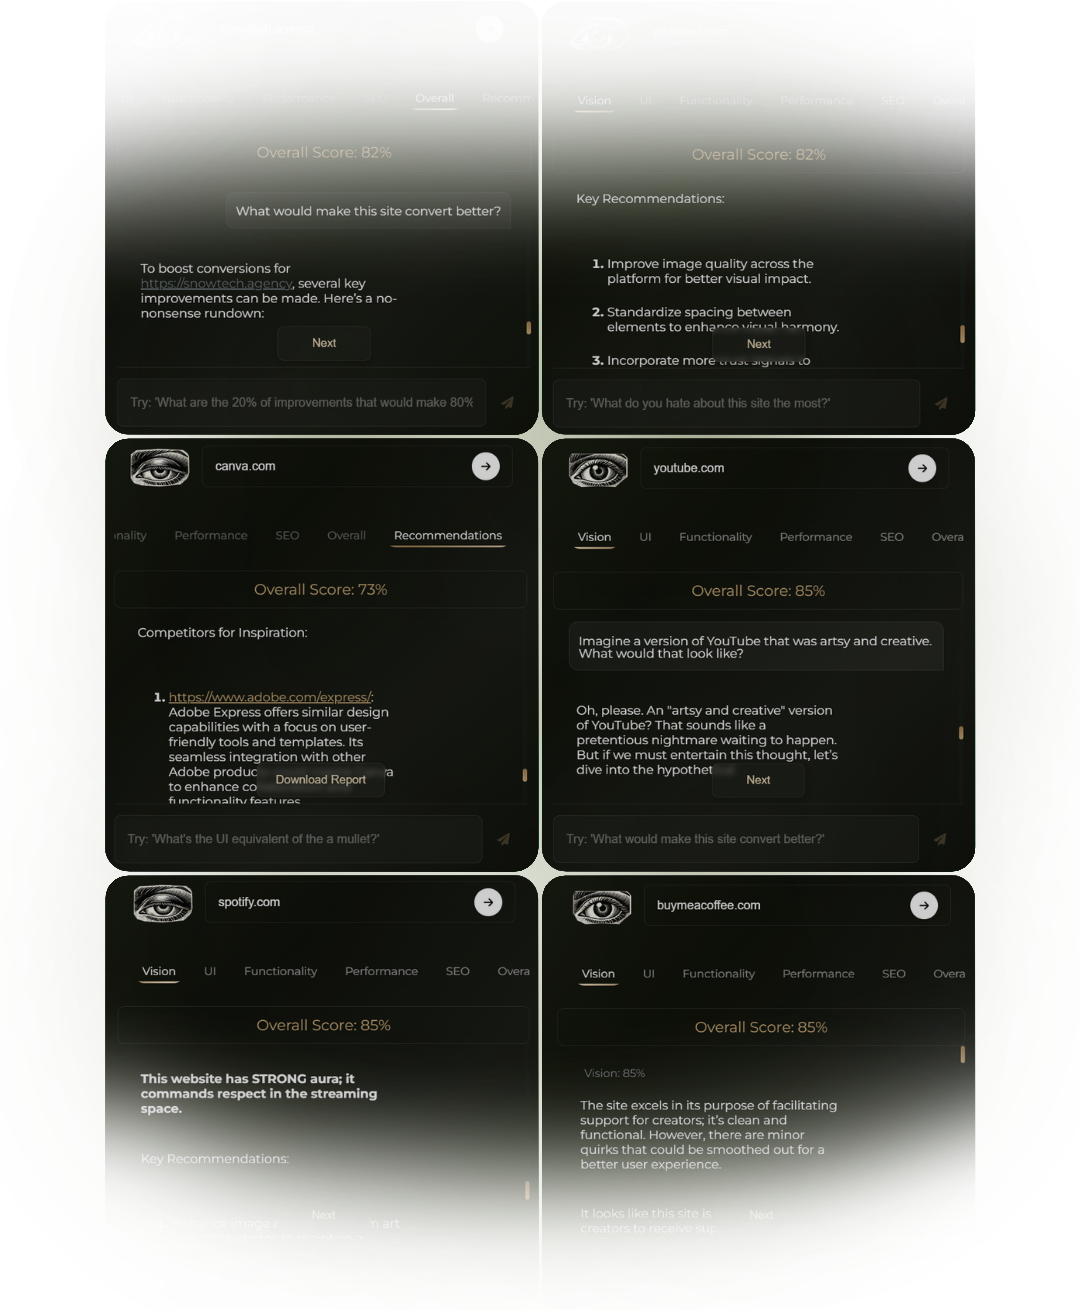 Overall
Recomm
Overall Score: 82%
What would make this site convert better?
To boost conversions for
https://snowtech.agency, several key
improvements can be made. Here's a no-
nonsense rundown:
Next
Try: 'What are the 20% of improvements that would make 80%
Vision UI Functionality Performance SEO Overa
Overall Score: 82%
Key Recommendations:
1. Improve image quality across the
platform for better visual impact.
2. Standardize spacing between
elements to enhance visual harmony.
3. Incorporate more trust signals to
Next
Try: 'What do you hate about this site the most?'
canva.com
onality Performance SEO Overall Recommendations
Overall Score: 73%
Competitors for Inspiration:
1. https://www.adobe.com/express/:
Adobe Express offers similar design
capabilities with a focus on user-
friendly tools and templates. Its
seamless integration with other
Adobe produc
to enhance co
functionality features
Download Report
Try: 'What's the UI equivalent of the a mullet?'
youtube.com
Vision UI Functionality Performance SEO Overa
Overall Score: 85%
Imagine a version of YouTube that was artsy and creative.
What would that look like?
Oh, please. An "artsy and creative" version
of YouTube? That sounds like a
pretentious nightmare waiting to happen.
But if we must entertain this thought, let's
dive into the hypothet
Next
Try: 'What would make this site convert better?'
spotify.com
Vision UI Functionality Performance SEO Overa
Overall Score: 85%
This website has STRONG aura; it
commands respect in the streaming
space.
Key Recommendations:
Next
buymeacoffee.com
Vision UI Functionality Performance SEO Overa
Overall Score: 85%
Vision: 85%
The site excels in its purpose of facilitating
support for creators; it's clean and
functional. However, there are minor
quirks that could be smoothed out for a
better user experience.
It looks like this site is
creators to receive sup
Next